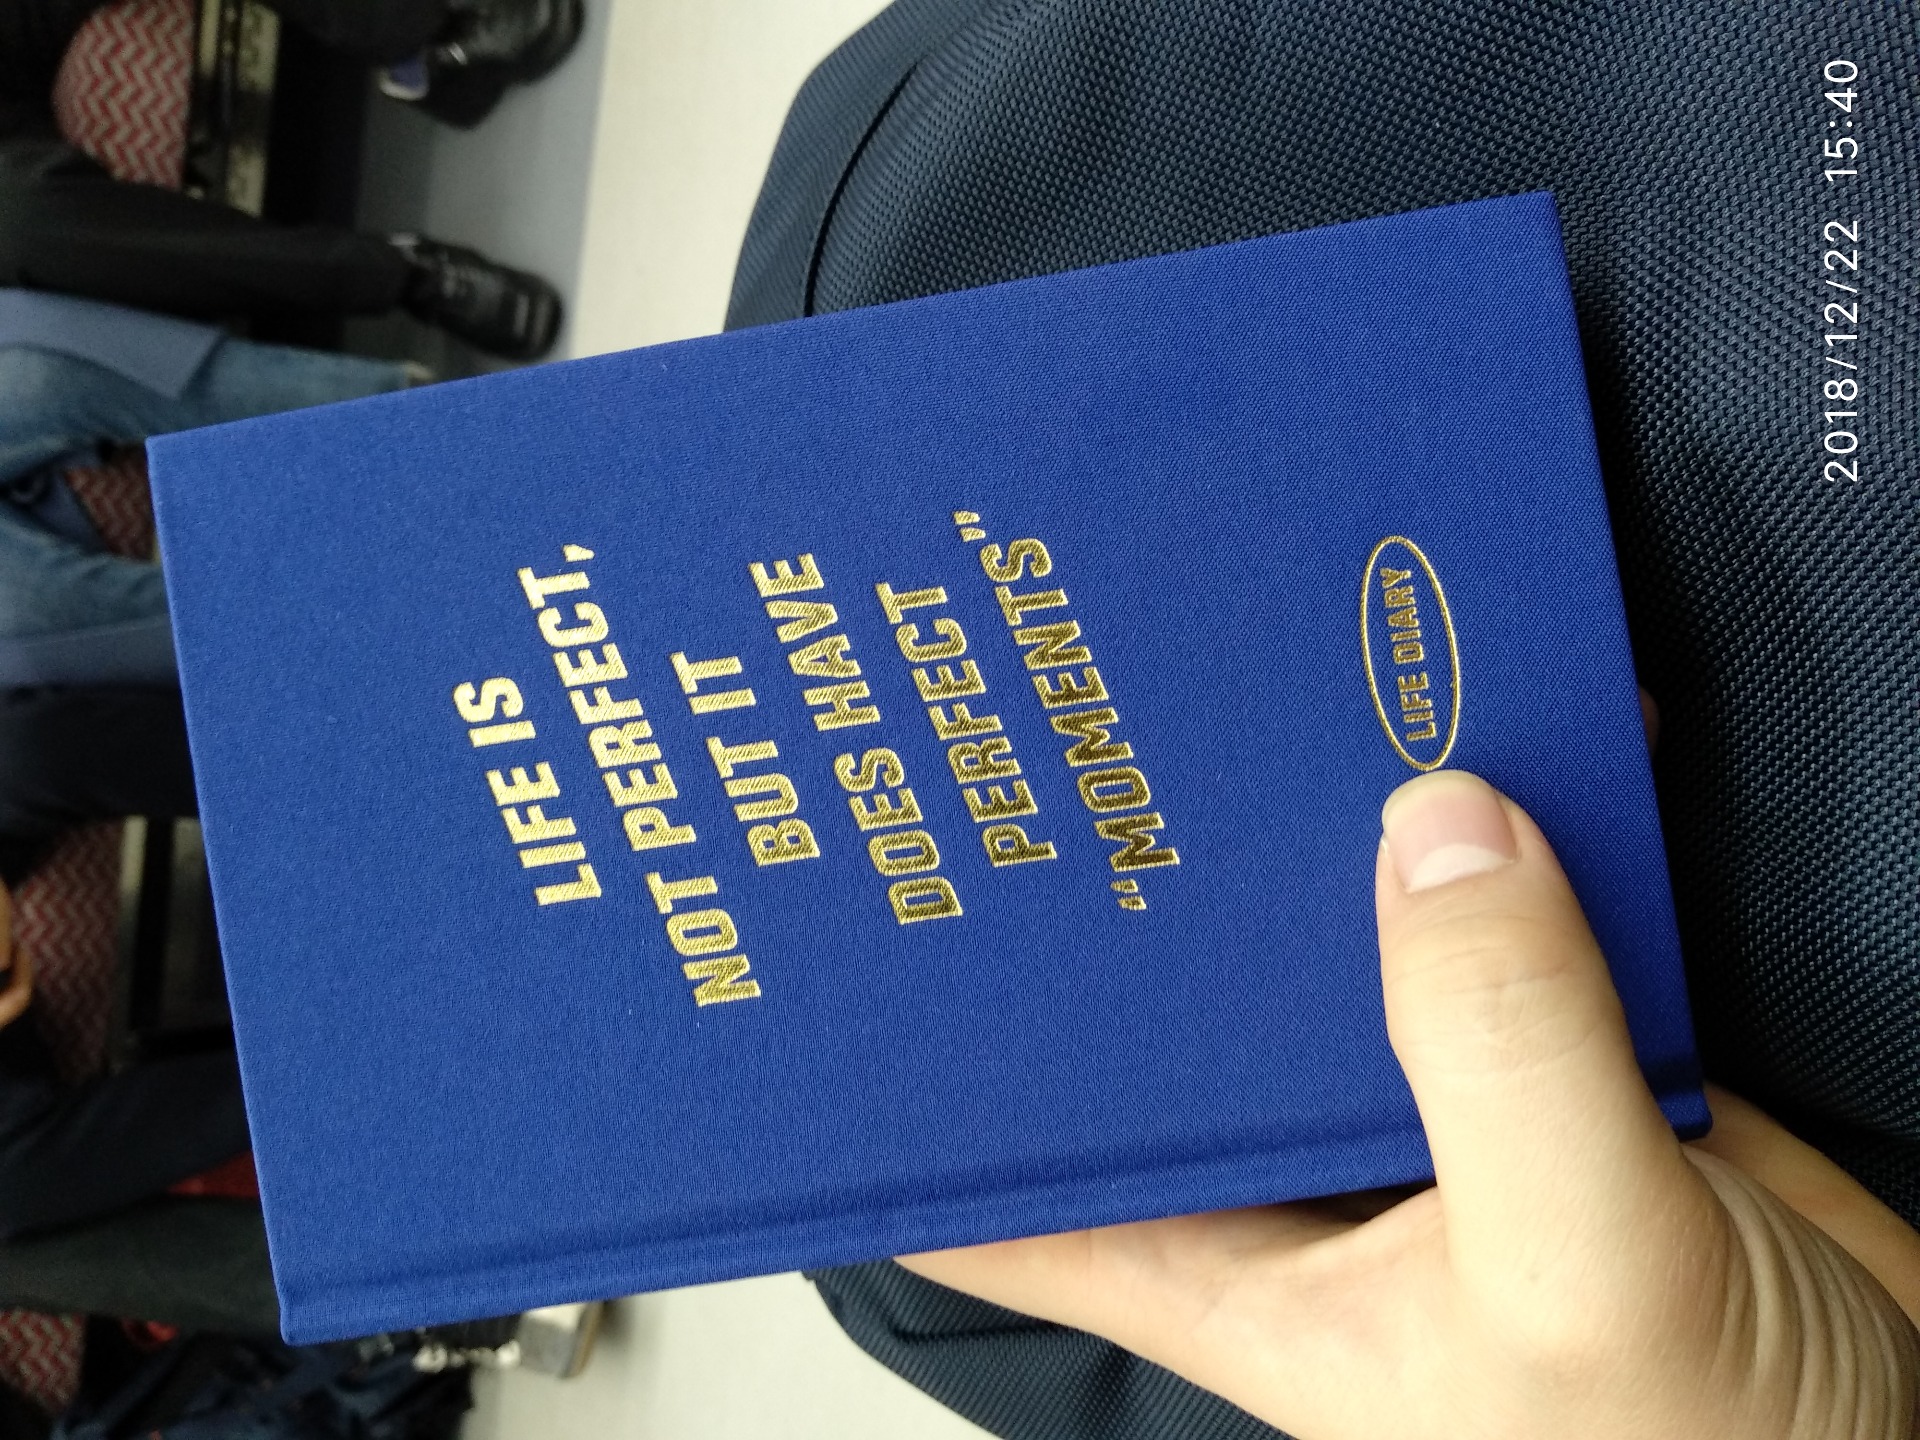 LIFE IS
NOT PERFECT,
BUT IT
DOES HAVE
PERFECT
“MOMENTS”
LIFE DIARY
2018/12/22 15:40